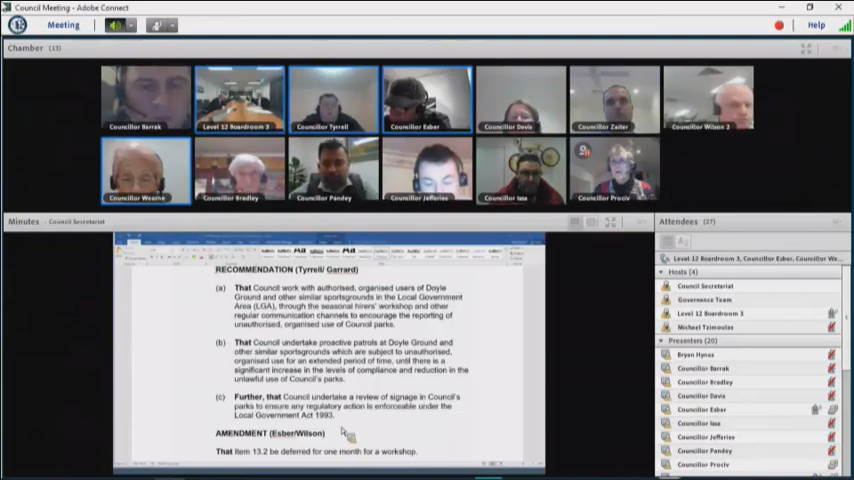 Council Meeting - Adobe Connect
Meeting
Help
Chamber (13)
Councillor Barrak
Level 12 Boardroom 3
Councillor Tyrrell
Councillor Esber
Councillor Davis
Councillor Zaiter
Councillor Wilson 2
Councillor Wearne
Councillor Bradley
Councillor Pandey
Councillor Jefferies
Councillor Issa
Councillor Prociv
Minutes - Council Secretariat
RECOMMENDATION (Tyrrell/ Garrard)
(a) That Council work with authorised, organised users of Doyle
Ground and other similar sportsgrounds in the Local Government
Area (LGA), through the seasonal hirers' workshop and other
regular communication channels to encourage the reporting of
unauthorised, organised use of Council parks.
(b) That Council undertake proactive patrols at Doyle Ground and
other similar sportsgrounds which are subject to unauthorised,
organised use for an extended period of time, until there is a
significant increase in the levels of compliance and reduction in the
unlawful use of Council's parks.
(c) Further, that Council undertake a review of signage in Council's
parks to ensure any regulatory action is enforceable under the
Local Government Act 1993.
AMENDMENT (Esber/Wilson)
That Item 13.2 be deferred for one month for a workshop.
Attendees (27)
Level 12 Boardroom 3, Councillor Esber, Councillor We...
Hosts (4)
Council Secretariat
Governance Team
Level 12 Boardroom 3
Michael Tzimoulas
Presenters (20)
Bryan Hynes
Councillor Barrak
Councillor Bradley
Councillor Davis
Councillor Esber
Councillor Issa
Councillor Jefferies
Councillor Pandey
Councillor Prociv